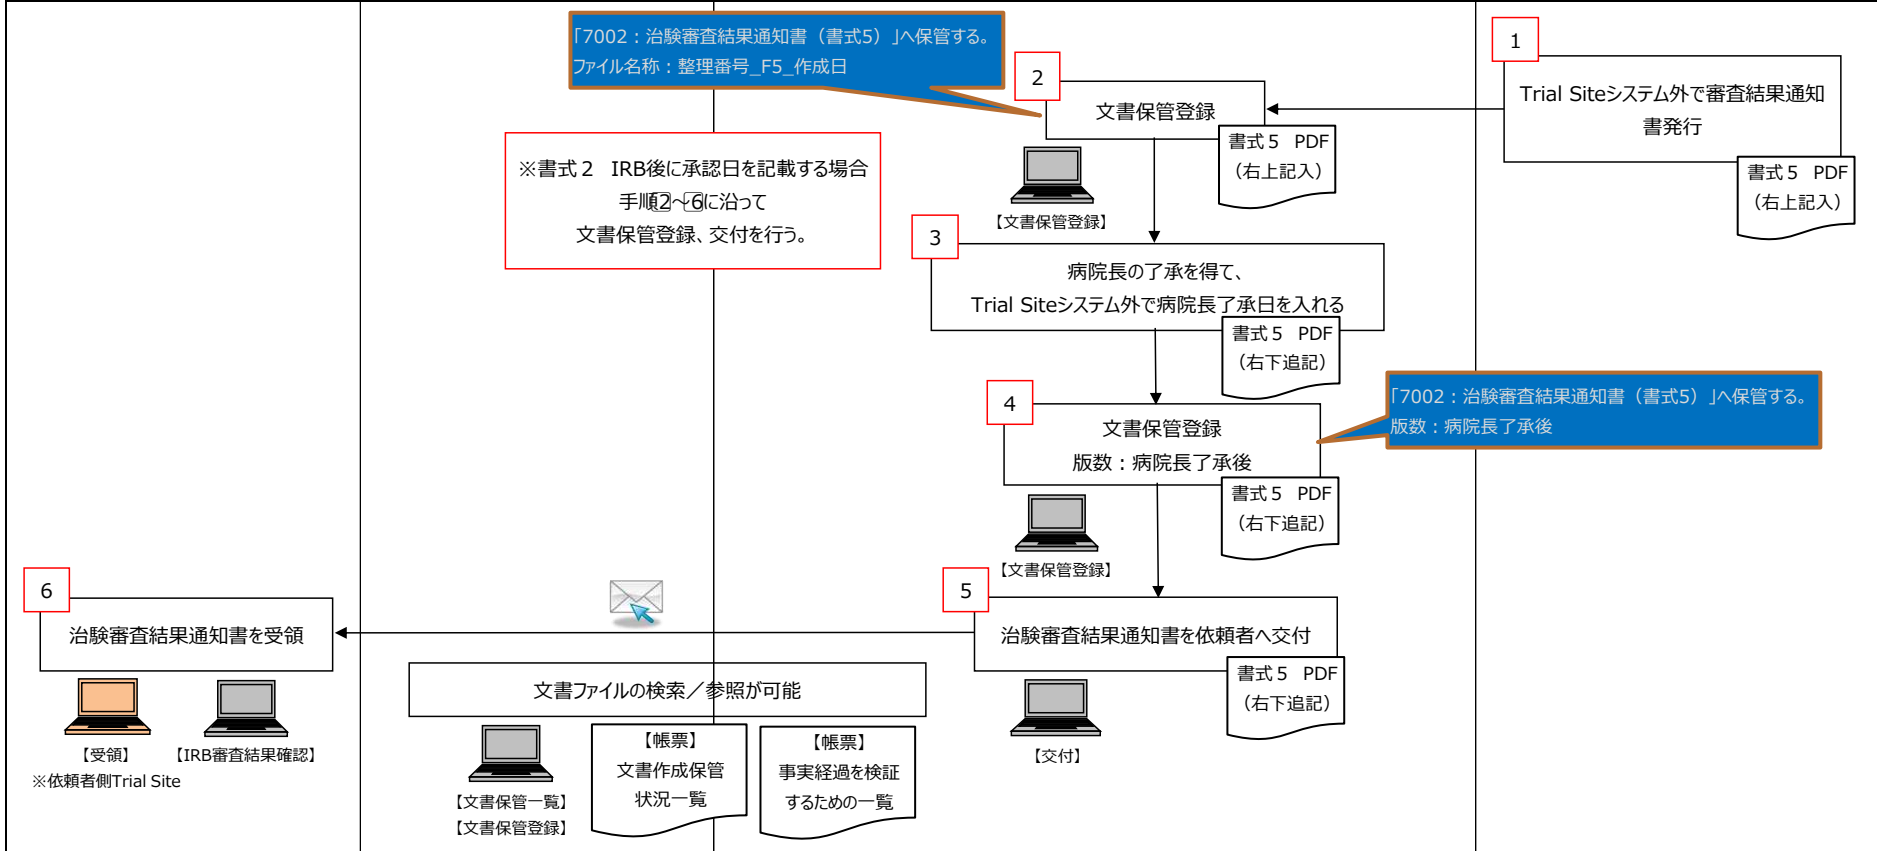 「7002：治験審査結果通知書（書式5）」へ保管する。
ファイル名称：整理番号_F5_作成日
1
Trial Siteシステム外で審査結果通知
書発行
書式５ PDF
（右上記入）
2
文書保管登録
書式５ PDF
（右上記入）
【文書保管登録】
※書式２ IRB後に承認日を記載する場合
手順2～6に沿って
文書保管登録、交付を行う。
3
病院長の了承を得て、
Trial Siteシステム外で病院長了承日を入れる
書式５ PDF
（右下追記）
4
文書保管登録
版数：病院長了承後
書式５ PDF
（右下追記）
【文書保管登録】
「7002：治験審査結果通知書（書式5）」へ保管する。
版数：病院長了承後
5
治験審査結果通知書を依頼者へ交付
書式５ PDF
（右下追記）
【交付】
6
治験審査結果通知書を受領
【受領】
【IRB審査結果確認】
※依頼者側Trial Site
文書ファイルの検索／参照が可能
【文書保管一覧】
【文書保管登録】
【帳票】
文書作成保管
状況一覧
【帳票】
事実経過を検証
するための一覧